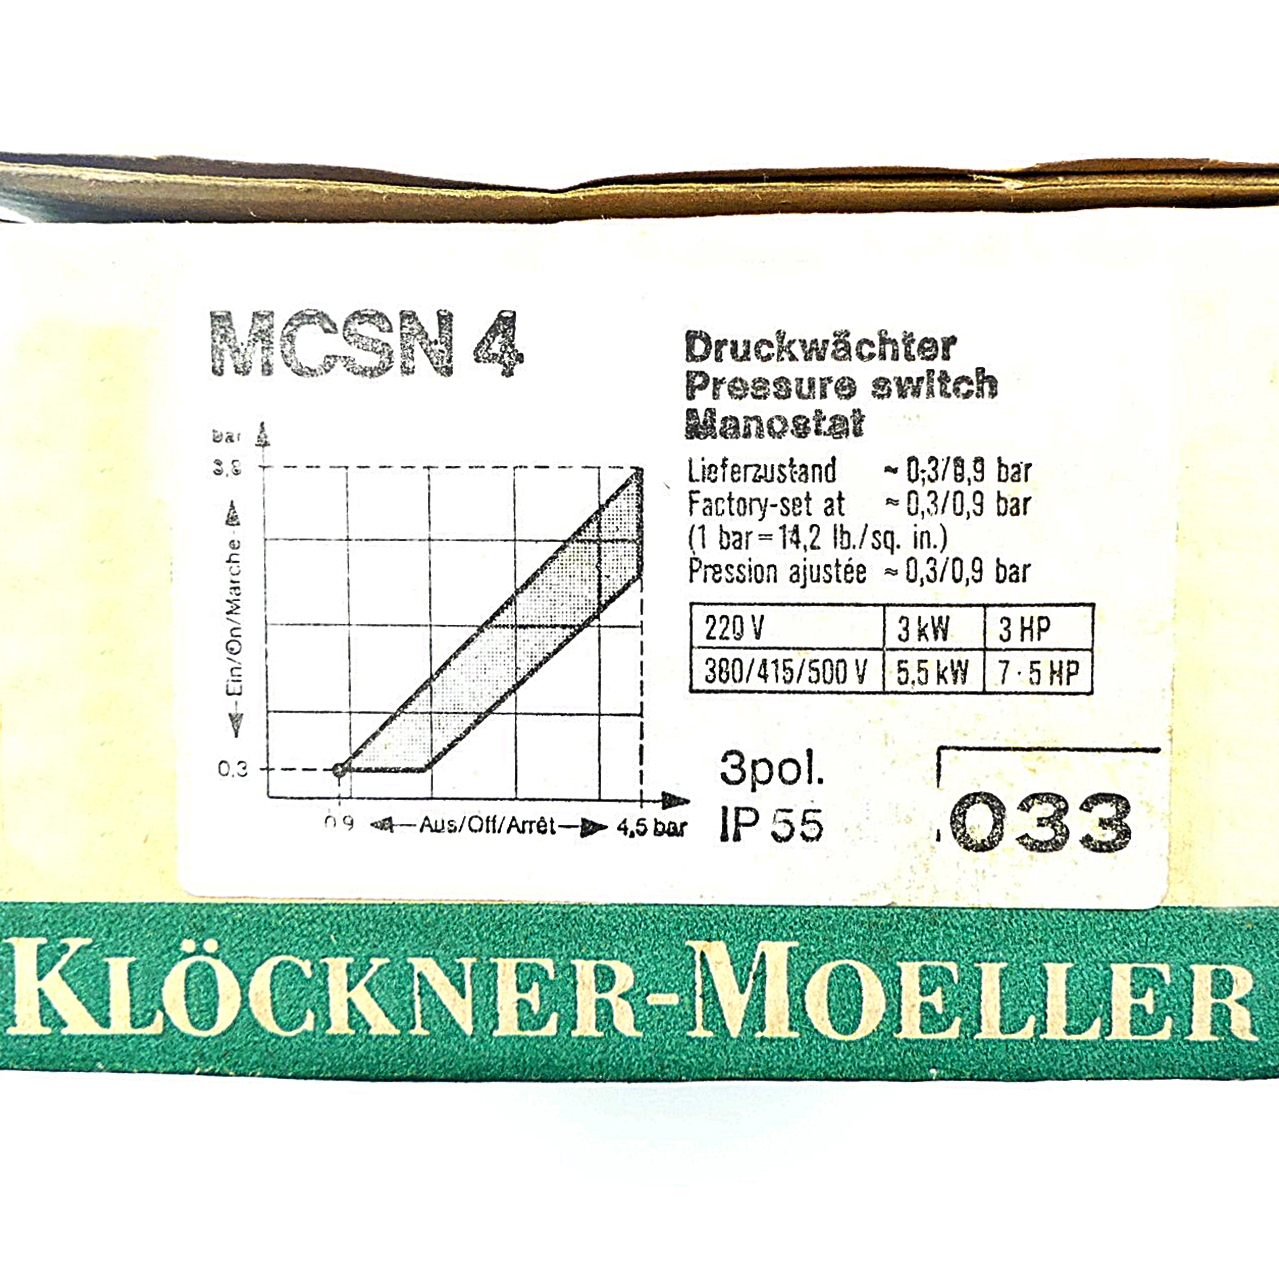 MCSN 4
Druckwächter
Pressure switch
Manostat
Lieferzustand ~ 0,3/0,9 bar
Factory-set at ≈ 0,3/0,9 bar
(1 bar = 14,2 lb./sq. in.)
Pression ajustée ≈ 0,3/0,9 bar
220 V 3 kW 3 HP
380/415/500 V 5,5 kW 7·5 HP
3pol.
IP 55
033
bar
Ein/On/Marche
0,3
0,9 Aus/Off/Arrêt 4,5 bar
KLÖCKNER-MOELLER